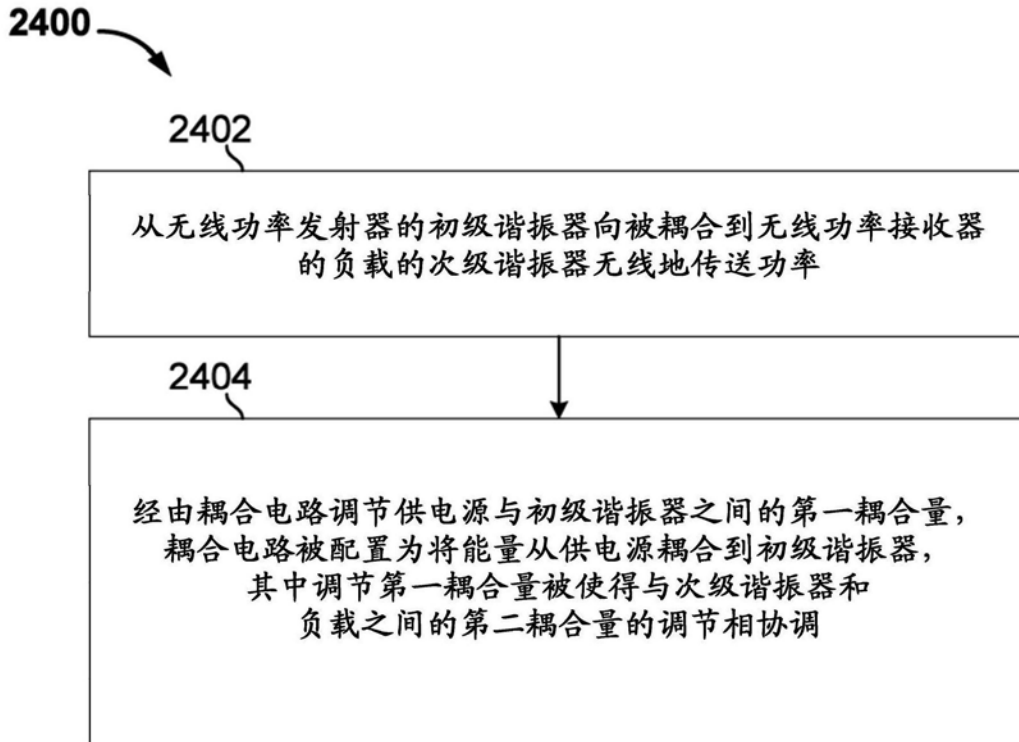 2400
2402
从无线功率发射器的初级谐振器向被耦合到无线功率接收器
的负载的次级谐振器无线地传送功率
2404
经由耦合电路调节供电源与初级谐振器之间的第一耦合量，
耦合电路被配置为将能量从供电源耦合到初级谐振器，
其中调节第一耦合量被使得与次级谐振器和
负载之间的第二耦合量的调节相协调